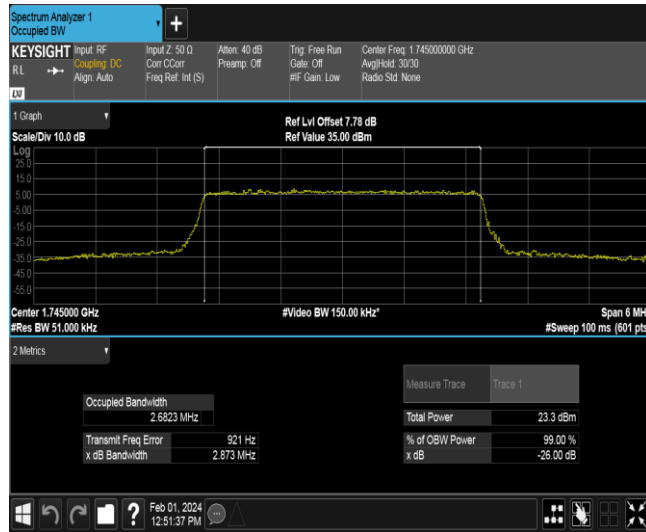 Spectrum Analyzer 1
Occupied BW
+
KEYSIGHT Input: RF Input Z: 50 Ω Atten: 40 dB Trig: Free Run Center Freq: 1.745000000 GHz
RL Coupling: DC Corr CCorr Preamp: Off Gate: Off Avg|Hold: 30/30
Align: Auto Freq Ref: Int (S) #IF Gain: Low Radio Std: None
LXI
1 Graph
Ref Lvl Offset 7.78 dB
Scale/Div 10.0 dB Ref Value 35.00 dBm
Log
25.0
15.0
5.00
-5.00
-15.0
-25.0
-35.0
-45.0
-55.0
Center 1.745000 GHz #Video BW 150.00 kHz* Span 6 MH
#Res BW 51.000 kHz #Sweep 100 ms (601 pts
2 Metrics
Measure Trace Trace 1
Occupied Bandwidth
2.6823 MHz Total Power 23.3 dBm
Transmit Freq Error 921 Hz % of OBW Power 99.00 %
x dB Bandwidth 2.873 MHz x dB -26.00 dB
? Feb 01, 2024
12:51:37 PM